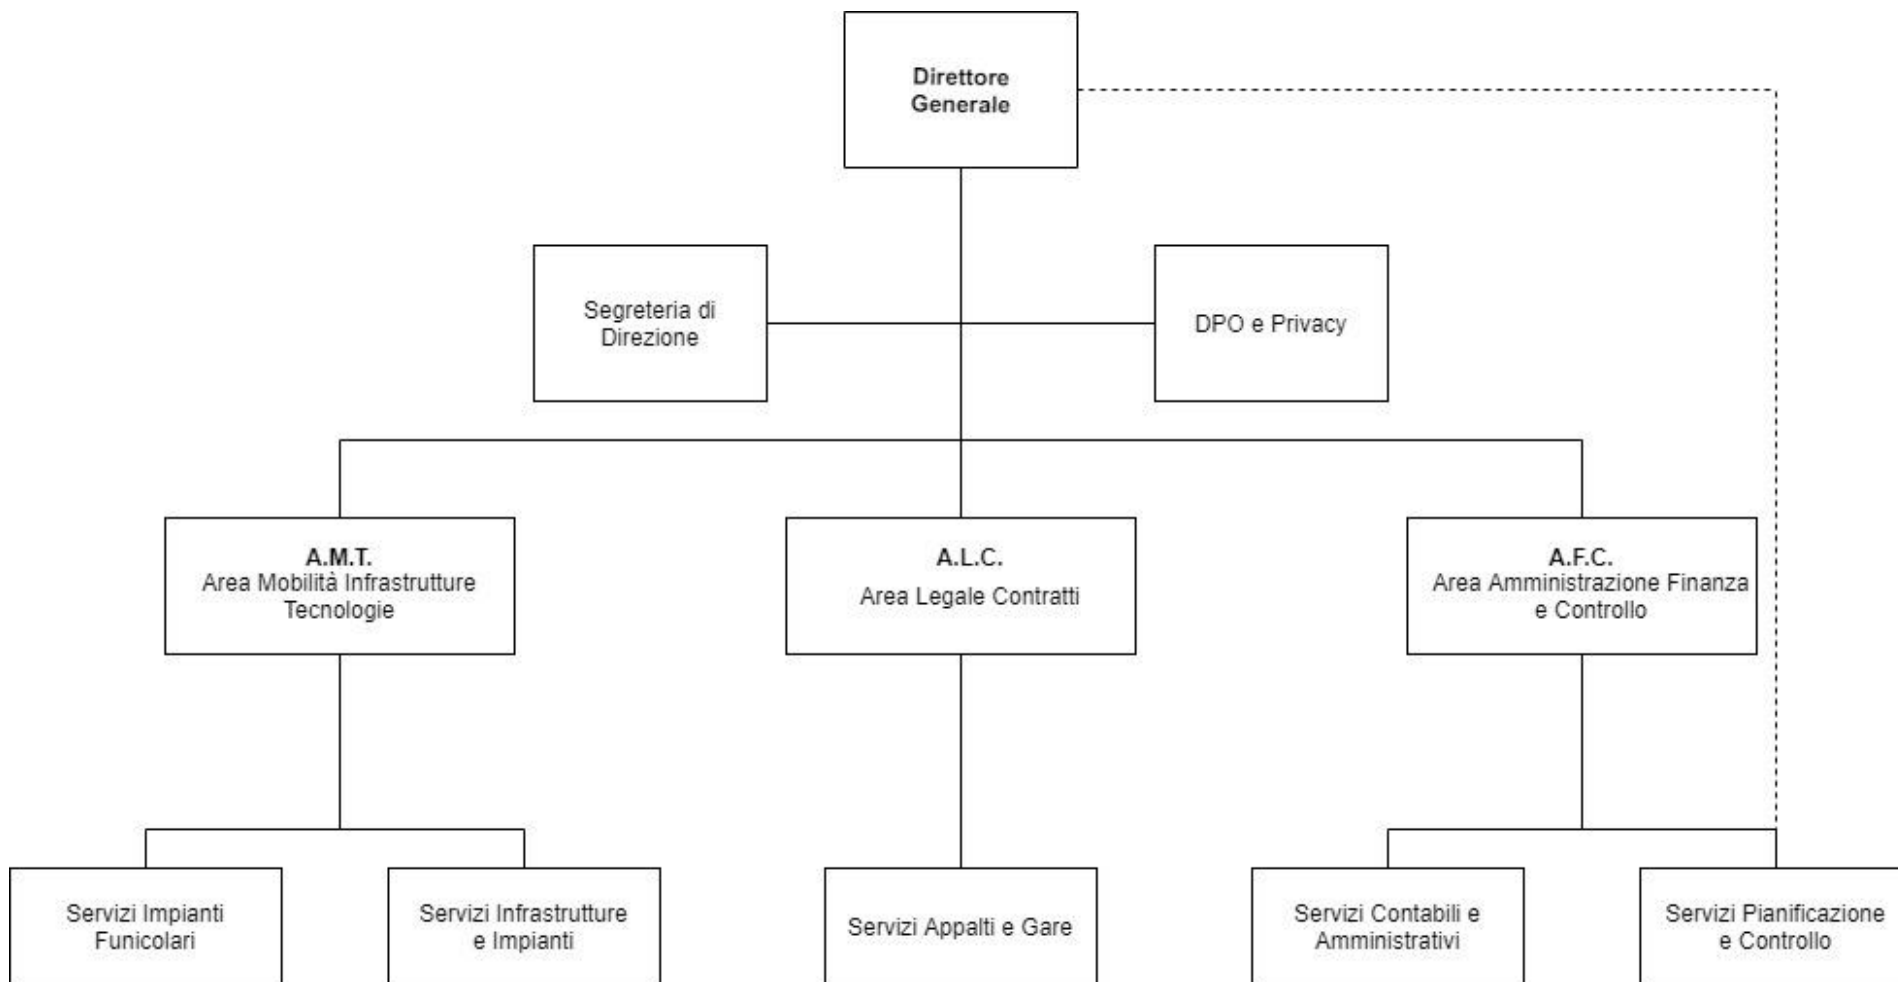 Direttore
Generale
Segreteria di
Direzione
DPO e Privacy
A.M.T.
Area Mobilità Infrastrutture
Tecnologie
A.L.C.
Area Legale Contratti
A.F.C.
Area Amministrazione Finanza
e Controllo
Servizi Impianti
Funicolari
Servizi Infrastrutture
e Impianti
Servizi Appalti e Gare
Servizi Contabili e
Amministrativi
Servizi Pianificazione
e Controllo